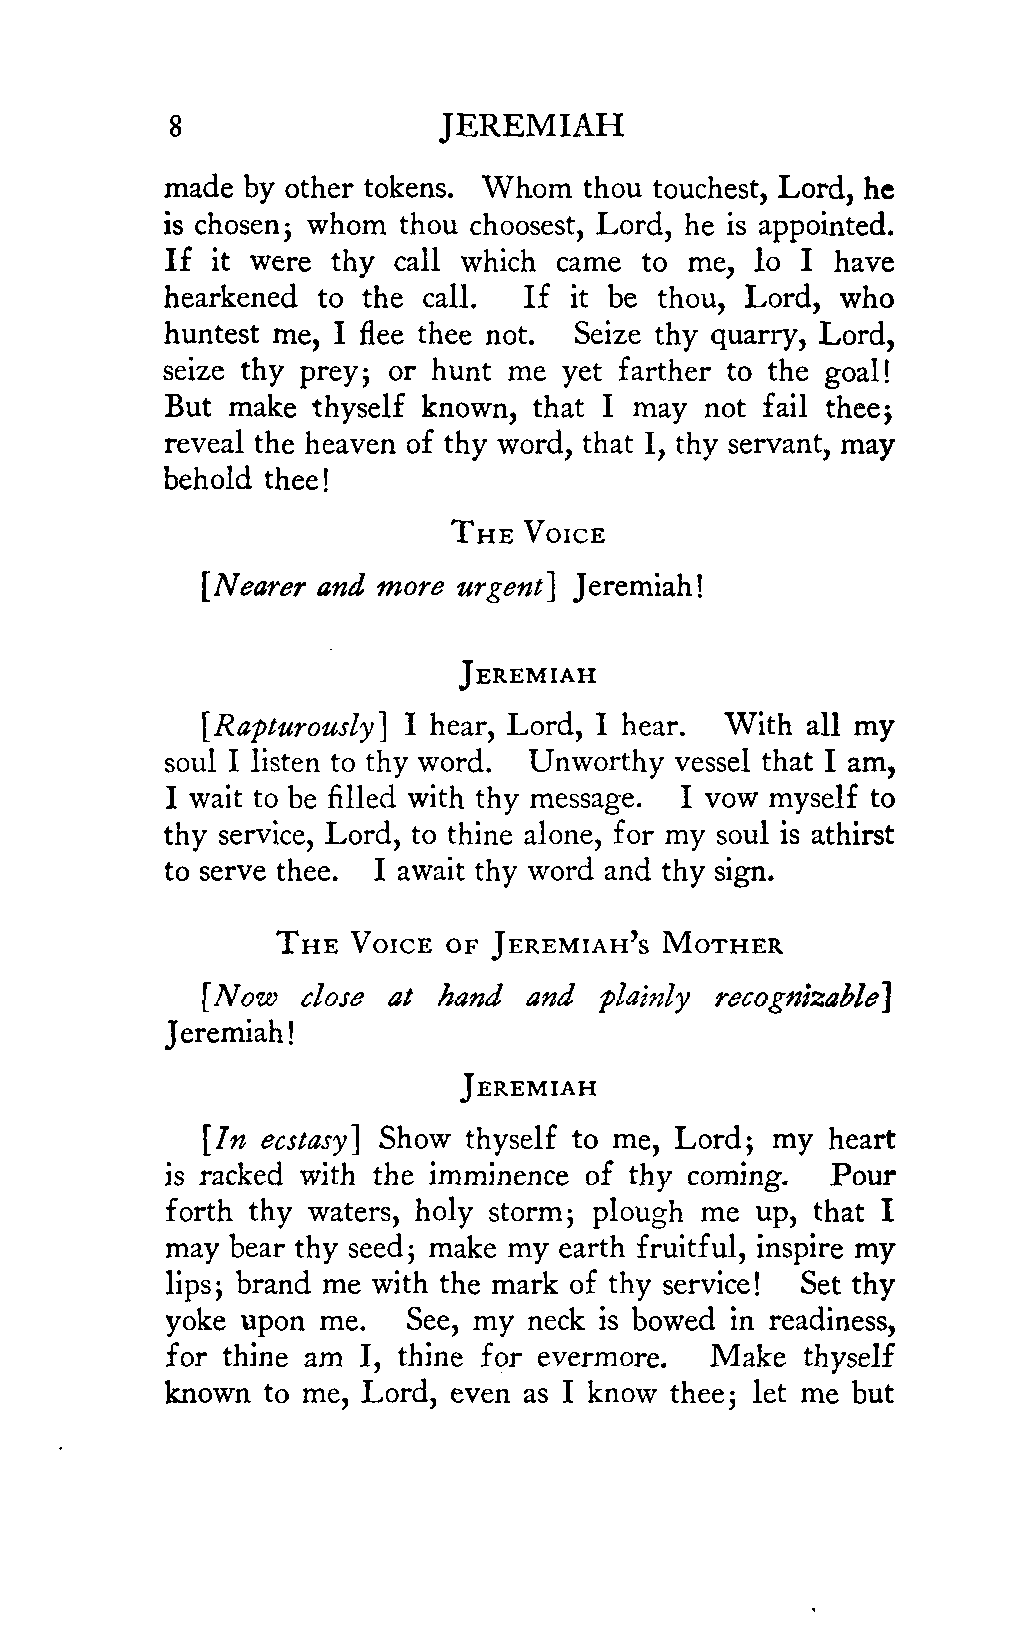 8 JEREMIAH
made by other tokens. Whom thou touchest, Lord, he
is chosen; whom thou choosest, Lord, he is appointed.
If it were thy call which came to me, lo I have
hearkened to the call. If it be thou, Lord, who
huntest me, I flee thee not. Seize thy quarry, Lord,
seize thy prey; or hunt me yet farther to the goal!
But make thyself known, that I may not fail thee;
reveal the heaven of thy word, that I, thy servant, may
behold thee!
THE VOICE
[Nearer and more urgent] Jeremiah!
JEREMIAH
[Rapturously] I hear, Lord, I hear. With all my
soul I listen to thy word. Unworthy vessel that I am,
I wait to be filled with thy message. I vow myself to
thy service, Lord, to thine alone, for my soul is athirst
to serve thee. I await thy word and thy sign.
THE VOICE OF JEREMIAH'S MOTHER
[Now close at hand and plainly recognizable]
Jeremiah!
JEREMIAH
[In ecstasy] Show thyself to me, Lord; my heart
is racked with the imminence of thy coming. Pour
forth thy waters, holy storm; plough me up, that I
may bear thy seed; make my earth fruitful, inspire my
lips; brand me with the mark of thy service! Set thy
yoke upon me. See, my neck is bowed in readiness,
for thine am I, thine for evermore. Make thyself
known to me, Lord, even as I know thee; let me but